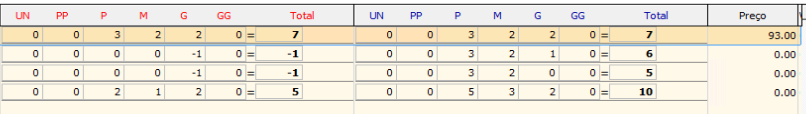 UN PP P M G GG Total UN PP P M G GG Total Preço
0 0 3 2 2 0 = 7 0 0 3 2 2 0 = 7 93.00
0 0 0 0 -1 0 = -1 0 0 3 2 1 0 = 6 0.00
0 0 0 0 -1 0 = -1 0 0 3 2 0 0 = 5 0.00
0 0 2 1 2 0 = 5 0 0 5 3 2 0 = 10 0.00